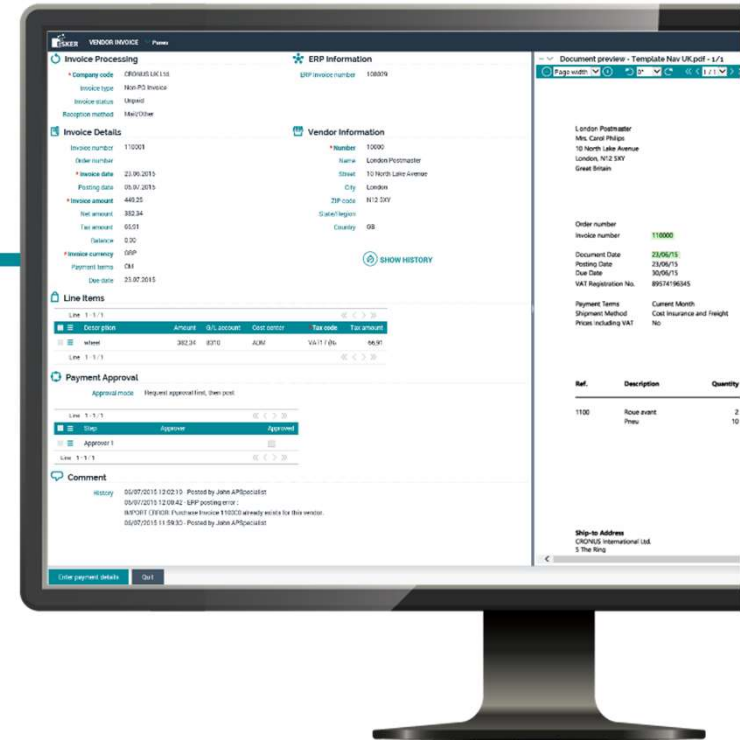 ESKER VENDOR INVOICE Panes
Invoice Processing
* Company code CRONUS UK Ltd.
Invoice type Non-PO Invoice
Invoice status Unpaid
Reception method Mail/Other
ERP Information
ERP invoice number 108029
Invoice Details
Invoice number 110001
Order number
* Invoice date 23.06.2015
Posting date 06.07.2015
* Invoice amount 449,25
Net amount 382,34
Tax amount 66,91
Balance 0.00
* Invoice currency GBP
Payment terms CM
Due date 23.07.2015
Vendor Information
* Number 10000
Name London Postmaster
Street 10 North Lake Avenue
City London
ZIP code N12 5XY
State/Region
Country GB
SHOW HISTORY
Line Items
Line 1-1/1
Description Amount G/L account Cost center Tax code Tax amount
wheel 382,34 8310 ADM 66,91
Line 1-1/1
Payment Approval
Approval mode Request approval first, then post
Line 1-1/1
Step Approver Approved
Approver 1
Line 1-1/1
Comment
History 06/07/2015 12:02:10 - Posted by John APSpecialist
06/07/2015 12:00:42 - ERP posting error :
IMPORT ERROR: Purchase Invoice 110000 already exists for this vendor.
06/07/2015 11:59:30 - Posted by John APSpecialist
Enter payment details Quit
Document preview - Template Nav UK.pdf - 1/1
Page width 0° 1 / 1
London Postmaster
Mrs. Carol Philips
10 North Lake Avenue
London, N12 5XY
Great Britain
Order number
Invoice number 110000
Document Date 23/06/15
Posting Date 23/06/15
Due Date 30/06/15
VAT Registration No. 89574196345
Payment Terms Current Month
Shipment Method Cost Insurance and Freight
Prices Including VAT No
Ref. Description Quantity
1100 Roue avant 2
Pneu 10
Ship-to Address
CRONUS International Ltd.
5 The Ring